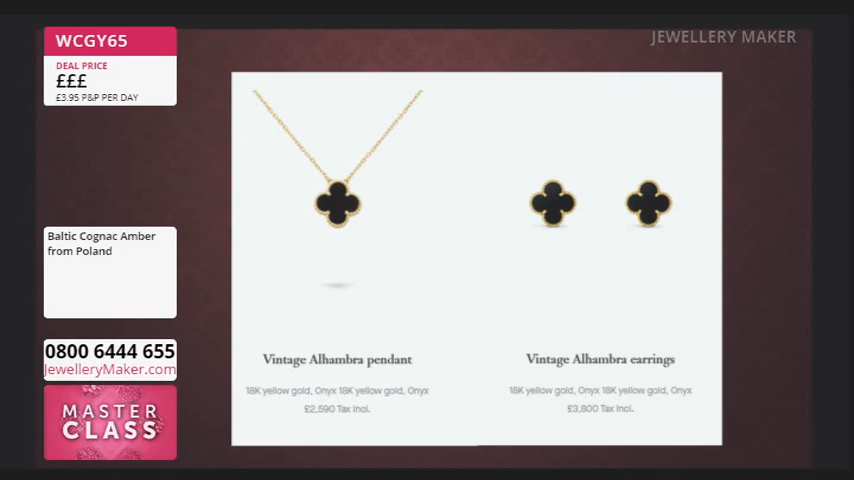 WCGY65
DEAL PRICE
£££
£3.95 P&P PER DAY
JEWELLERY MAKER
Baltic Cognac Amber
from Poland
0800 6444 655
JewelleryMaker.com
MASTER
CLASS
Vintage Alhambra pendant
18K yellow gold, Onyx 18K yellow gold, Onyx
£2,590 Tax Incl.
Vintage Alhambra earrings
18K yellow gold, Onyx 18K yellow gold, Onyx
£3,800 Tax Incl.